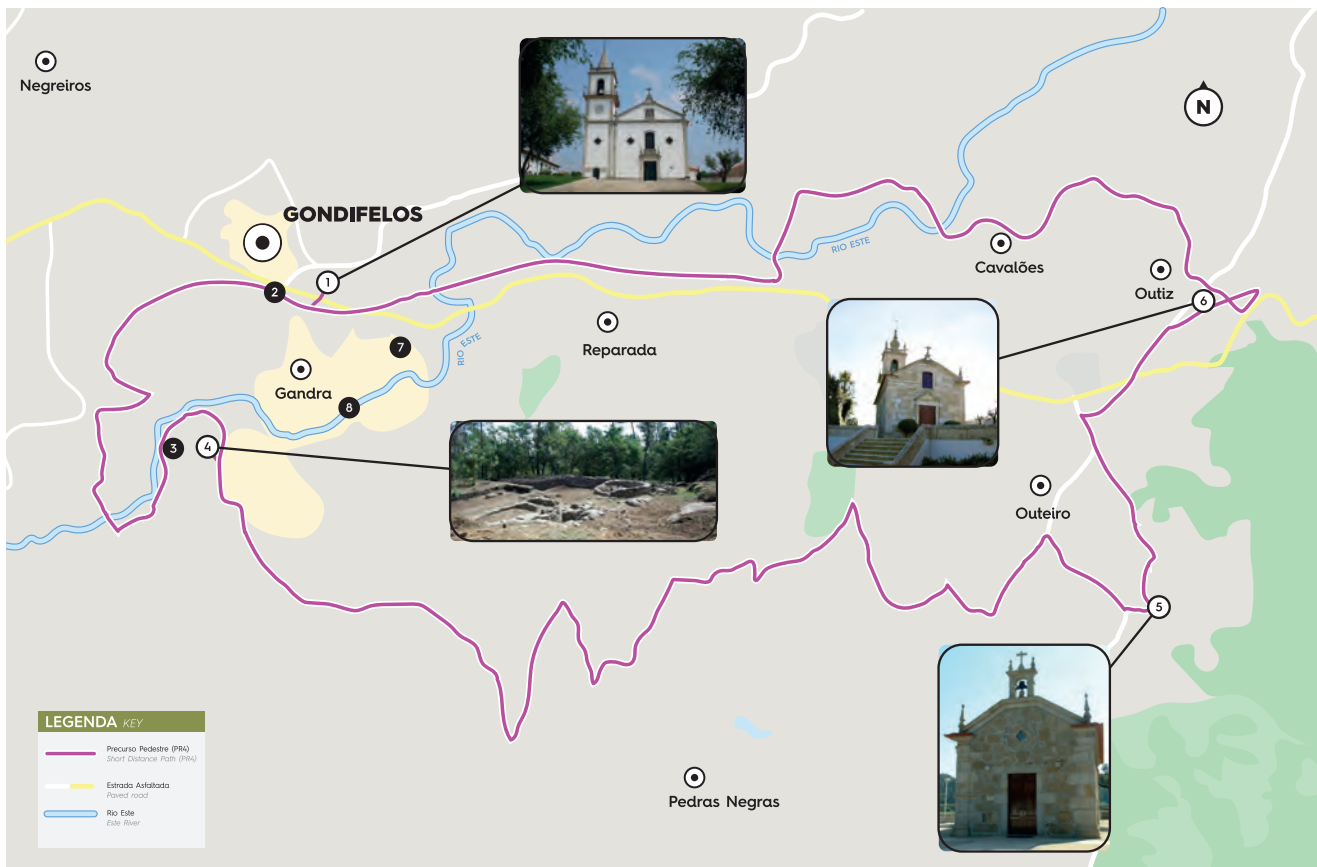 Negreiros
N
GONDIFELOS
1
2
RIO ESTE
Cavalões
Outiz
6
Reparada
7
RIO ESTE
Gandra
8
3
4
Outeiro
5
LEGENDA KEY
Precurso Pedestre (PR4)
Short Distance Path (PR4)
Estrada Asfaltada
Paved road
Rio Este
Este River
Pedras Negras